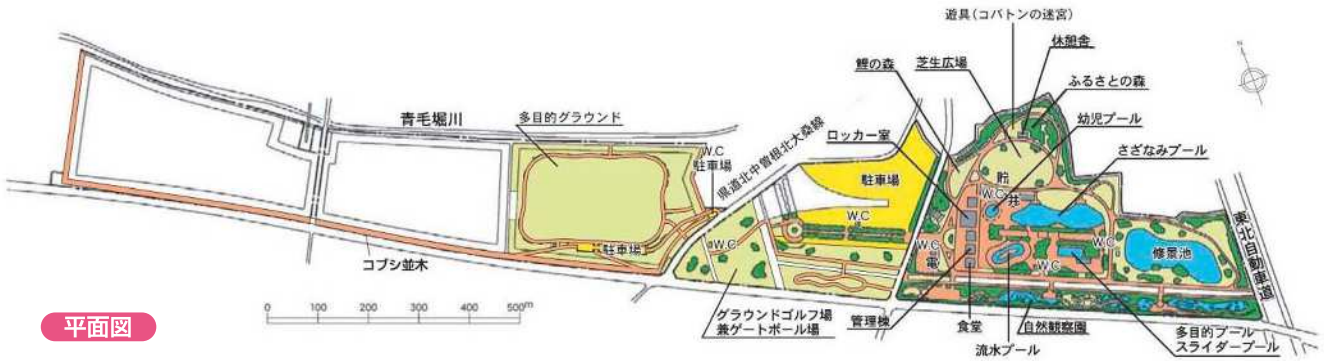 遊具(コバトンの迷宮)
休憩舎
鯉の森
芝生広場
ふるさとの森
幼児プール
ロッカー室
さざなみプール
青毛堀川
多目的グラウンド
W.C
駐車場
県道北中曽根北大桑線
駐車場
貯
W.C
井
W.C
W.C
駐車場
W.C
電
W.C
W.C
修景池
東北自動車道
コブシ並木
0 100 200 300 400 500m
グラウンドゴルフ場
兼ゲートボール場
管理棟
食堂
流水プール
自然観察園
多目的プール
スライダープール
平面図
N